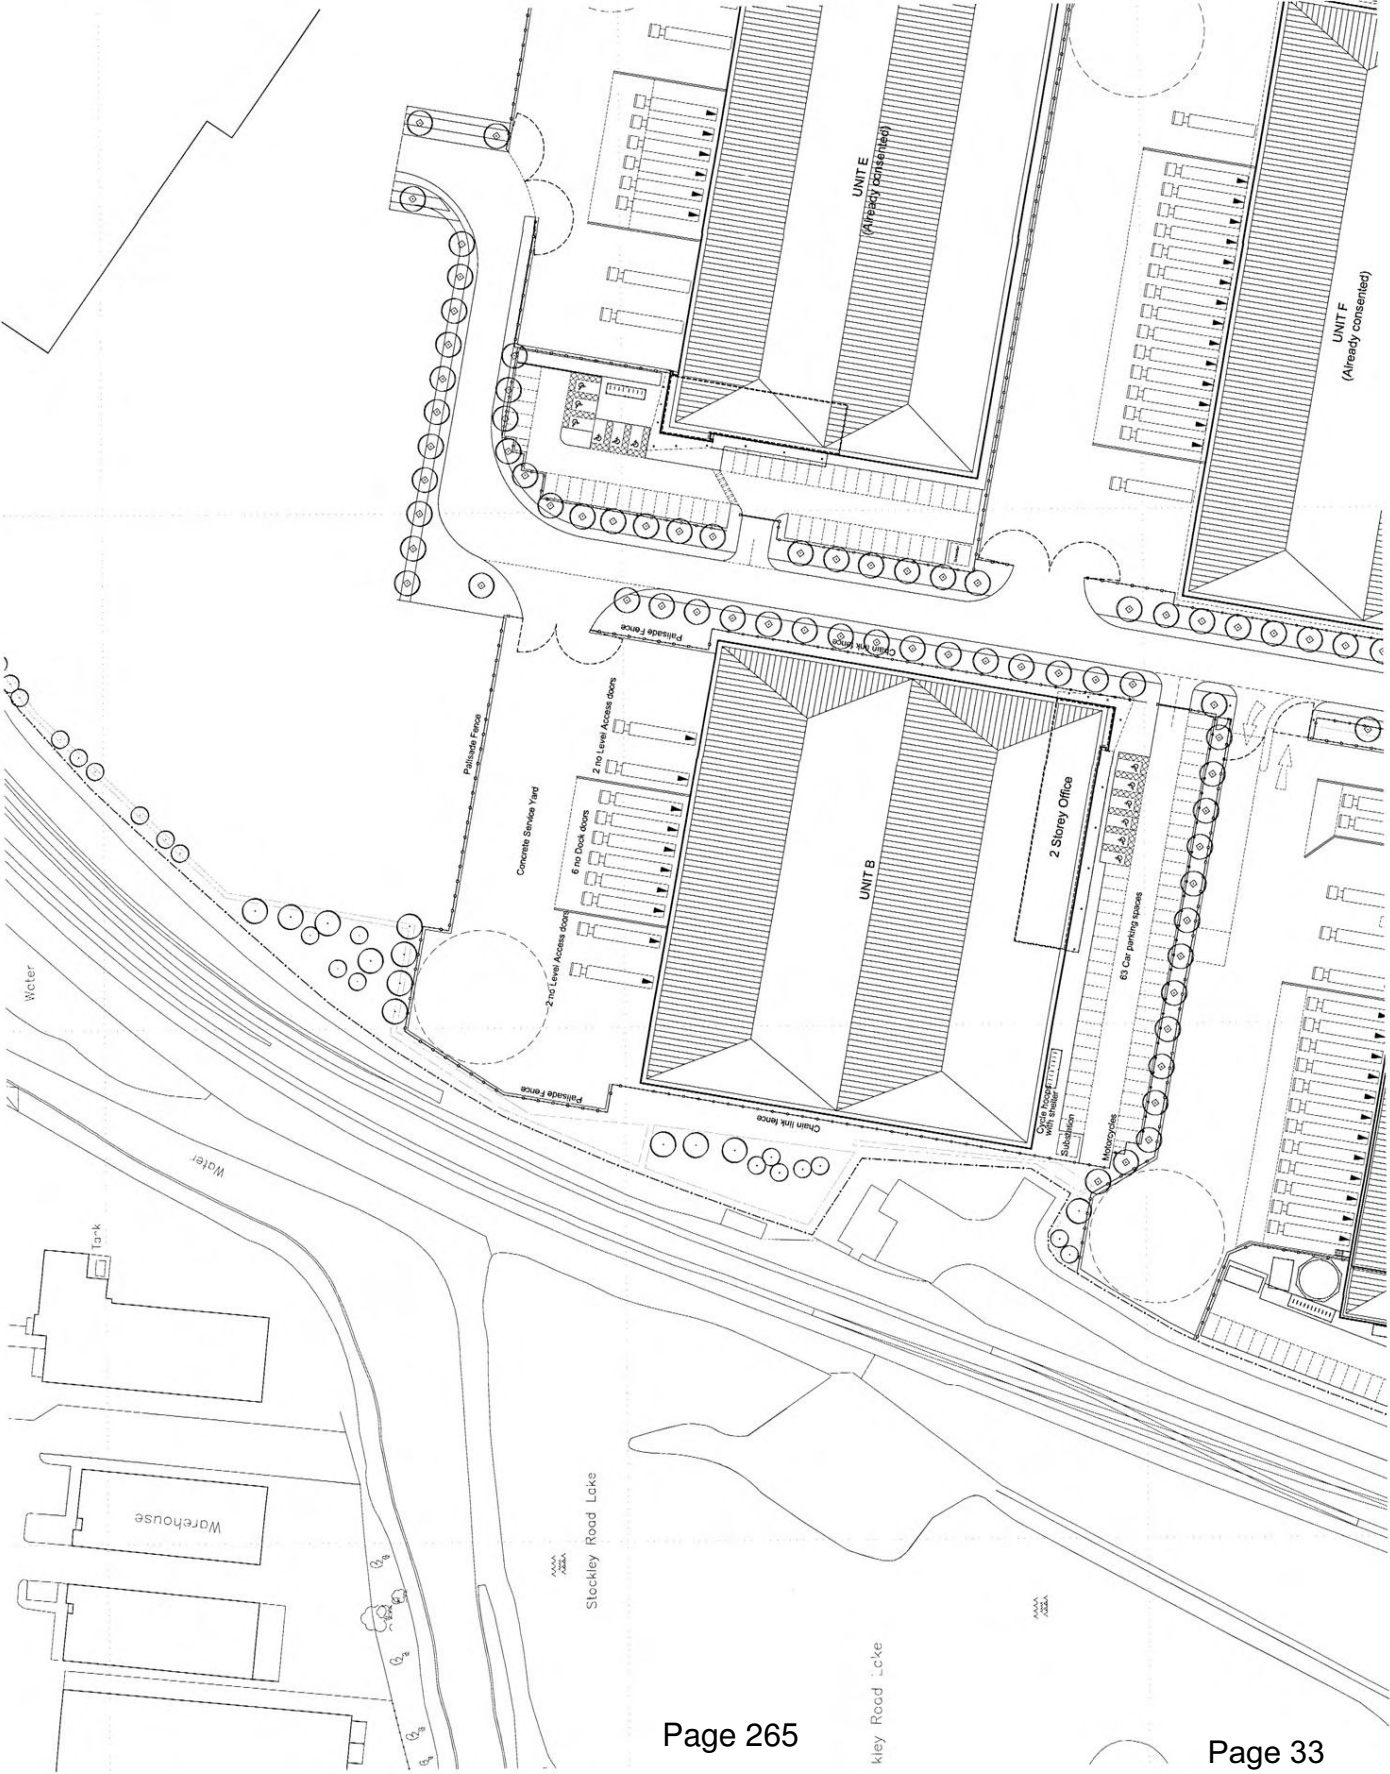 UNIT E
(Already consented)
UNIT F
(Already consented)
Palisade Fence
Chain link fence
Palisade Fence
2 no Level Access doors
Concrete Service Yard
6 no Dock doors
2 no Level Access doors
UNIT B
2 Storey Office
63 Car parking spaces
Water
Palisade Fence
Chain link fence
Cycle hoops
with shelter
Substation
Motorcycles
Water
Tank
Warehouse
Stockley Road Lake
kley Road Lake
Page 265
Page 33